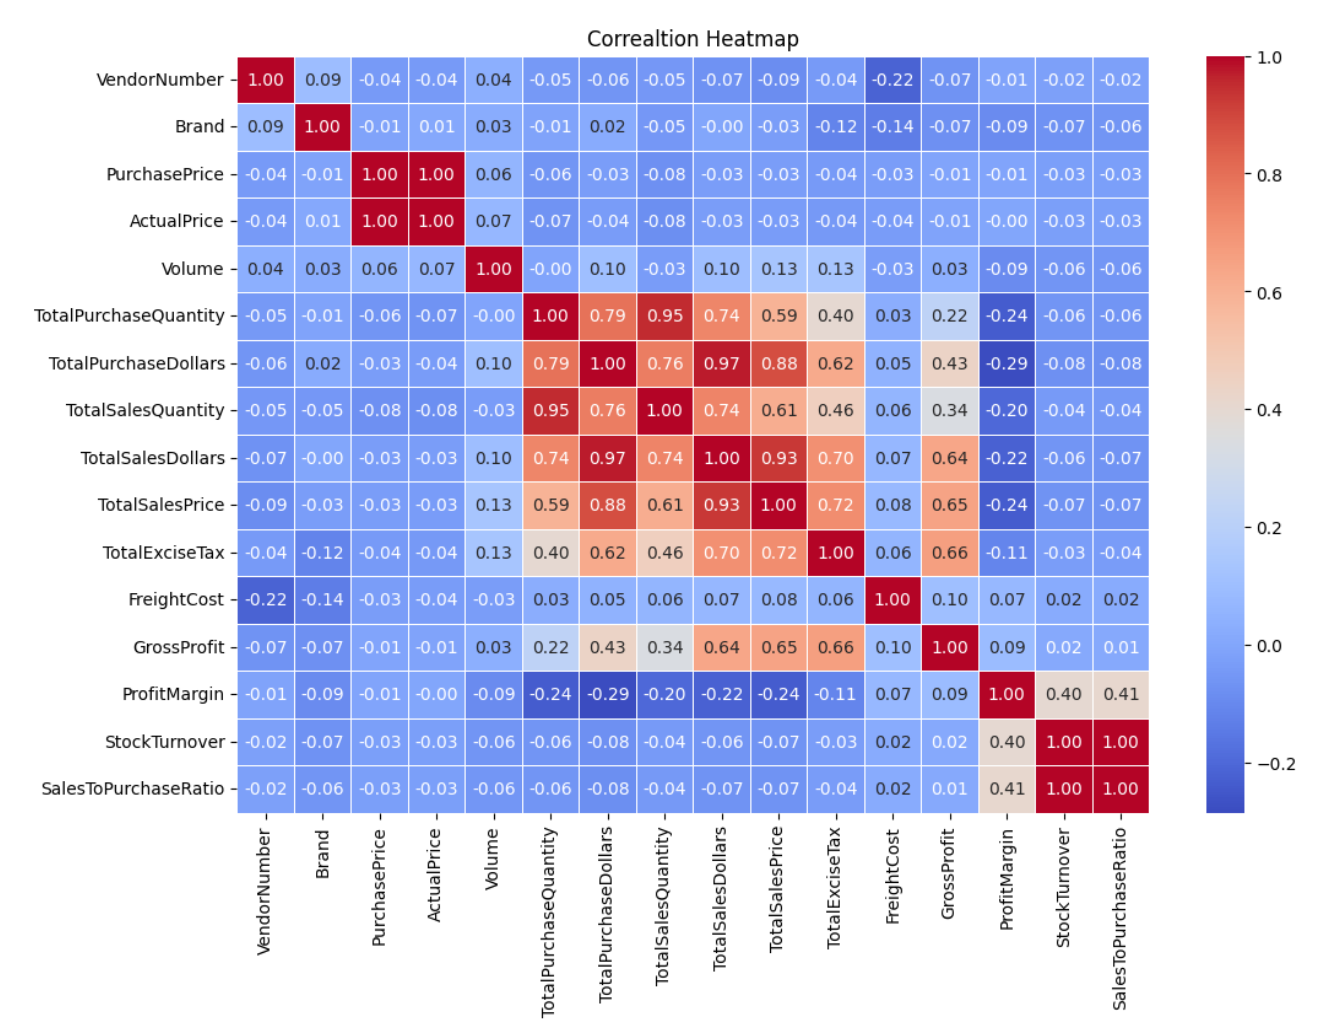 Correaltion Heatmap
VendorNumber 1.00 0.09 -0.04 -0.04 0.04 -0.05 -0.06 -0.05 -0.07 -0.09 -0.04 -0.22 -0.07 -0.01 -0.02 -0.02
Brand 0.09 1.00 -0.01 0.01 0.03 -0.01 0.02 -0.05 -0.00 -0.03 -0.12 -0.14 -0.07 -0.09 -0.07 -0.06
PurchasePrice -0.04 -0.01 1.00 1.00 0.06 -0.06 -0.03 -0.08 -0.03 -0.03 -0.04 -0.03 -0.01 -0.01 -0.03 -0.03
ActualPrice -0.04 0.01 1.00 1.00 0.07 -0.07 -0.04 -0.08 -0.03 -0.03 -0.04 -0.04 -0.01 -0.00 -0.03 -0.03
Volume 0.04 0.03 0.06 0.07 1.00 -0.00 0.10 -0.03 0.10 0.13 0.13 -0.03 0.03 -0.09 -0.06 -0.06
TotalPurchaseQuantity -0.05 -0.01 -0.06 -0.07 -0.00 1.00 0.79 0.95 0.74 0.59 0.40 0.03 0.22 -0.24 -0.06 -0.06
TotalPurchaseDollars -0.06 0.02 -0.03 -0.04 0.10 0.79 1.00 0.76 0.97 0.88 0.62 0.05 0.43 -0.29 -0.08 -0.08
TotalSalesQuantity -0.05 -0.05 -0.08 -0.08 -0.03 0.95 0.76 1.00 0.74 0.61 0.46 0.06 0.34 -0.20 -0.04 -0.04
TotalSalesDollars -0.07 -0.00 -0.03 -0.03 0.10 0.74 0.97 0.74 1.00 0.93 0.70 0.07 0.64 -0.22 -0.06 -0.07
TotalSalesPrice -0.09 -0.03 -0.03 -0.03 0.13 0.59 0.88 0.61 0.93 1.00 0.72 0.08 0.65 -0.24 -0.07 -0.07
TotalExciseTax -0.04 -0.12 -0.04 -0.04 0.13 0.40 0.62 0.46 0.70 0.72 1.00 0.06 0.66 -0.11 -0.03 -0.04
FreightCost -0.22 -0.14 -0.03 -0.04 -0.03 0.03 0.05 0.06 0.07 0.08 0.06 1.00 0.10 0.07 0.02 0.02
GrossProfit -0.07 -0.07 -0.01 -0.01 0.03 0.22 0.43 0.34 0.64 0.65 0.66 0.10 1.00 0.09 0.02 0.01
ProfitMargin -0.01 -0.09 -0.01 -0.00 -0.09 -0.24 -0.29 -0.20 -0.22 -0.24 -0.11 0.07 0.09 1.00 0.40 0.41
StockTurnover -0.02 -0.07 -0.03 -0.03 -0.06 -0.06 -0.08 -0.04 -0.06 -0.07 -0.03 0.02 0.02 0.40 1.00 1.00
SalesToPurchaseRatio -0.02 -0.06 -0.03 -0.03 -0.06 -0.06 -0.08 -0.04 -0.07 -0.07 -0.04 0.02 0.01 0.41 1.00 1.00
VendorNumber
Brand
PurchasePrice
ActualPrice
Volume
TotalPurchaseQuantity
TotalPurchaseDollars
TotalSalesQuantity
TotalSalesDollars
TotalSalesPrice
TotalExciseTax
FreightCost
GrossProfit
ProfitMargin
StockTurnover
SalesToPurchaseRatio
1.0
0.8
0.6
0.4
0.2
0.0
−0.2